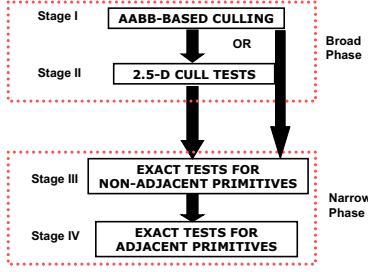 Stage I
AABB-BASED CULLING
OR
Broad
Phase
Stage II
2.5-D CULL TESTS
Stage III
EXACT TESTS FOR
NON-ADJACENT PRIMITIVES
Narrow
Phase
Stage IV
EXACT TESTS FOR
ADJACENT PRIMITIVES